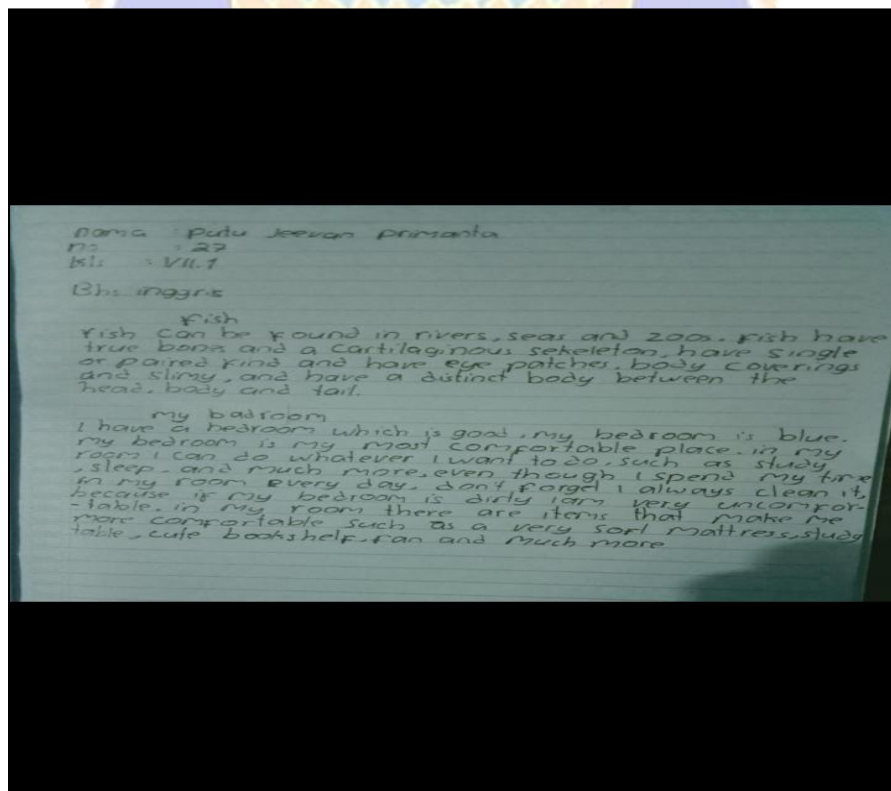 nama : putu Jeevan primanta
no : 27
kls : VII.1
Bhs inggris
Fish
Fish can be found in rivers, seas and zoos. Fish have
true bones and a cartilaginous sekeleton, have single
or paired find and have eye patches. body coverings
and slimy, and have a distinct body between the
head, body and tail.
my badroom
I have a bedroom which is good, my bedroom is blue.
my bedroom is my most comfortable place. in my
room i can do whatever I want to do, such as study
, sleep. and much more. even though I spend my time
in my room every day, don't forget I always clean it,
because if my bedroom is dirty iam very uncomfor-
-table. in my room there are items that make me
more comfortable such as a very sorl mattress, study
table, cute bookshelf, fan and much more